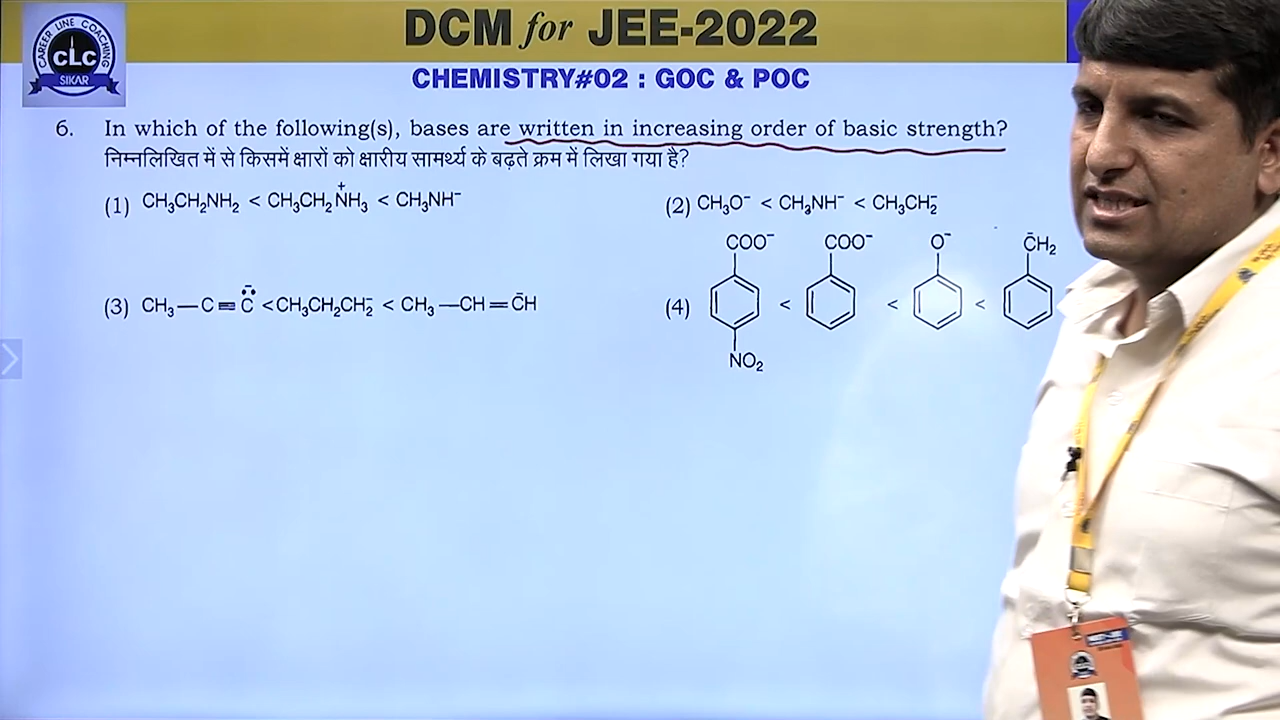 DCM for JEE-2022
CAREER LINE COACHING
CLC
SIKAR
CHEMISTRY#02 : GOC & POC
6. In which of the following(s), bases are written in increasing order of basic strength?
निम्नलिखित में से किसमें क्षारों को क्षारीय सामर्थ्य के बढ़ते क्रम में लिखा गया है?
(1) CH₃CH₂NH₂ < CH₃CH₂N⁺H₃ < CH₃NH⁻
(2) CH₃O⁻ < CH₃NH⁻ < CH₃CH₂⁻
COO⁻ COO⁻ O⁻ C̄H₂
(3) CH₃—C≡C̄̈ < CH₃CH₂CH₂⁻ < CH₃—CH=C̄H
(4) < < <
NO₂